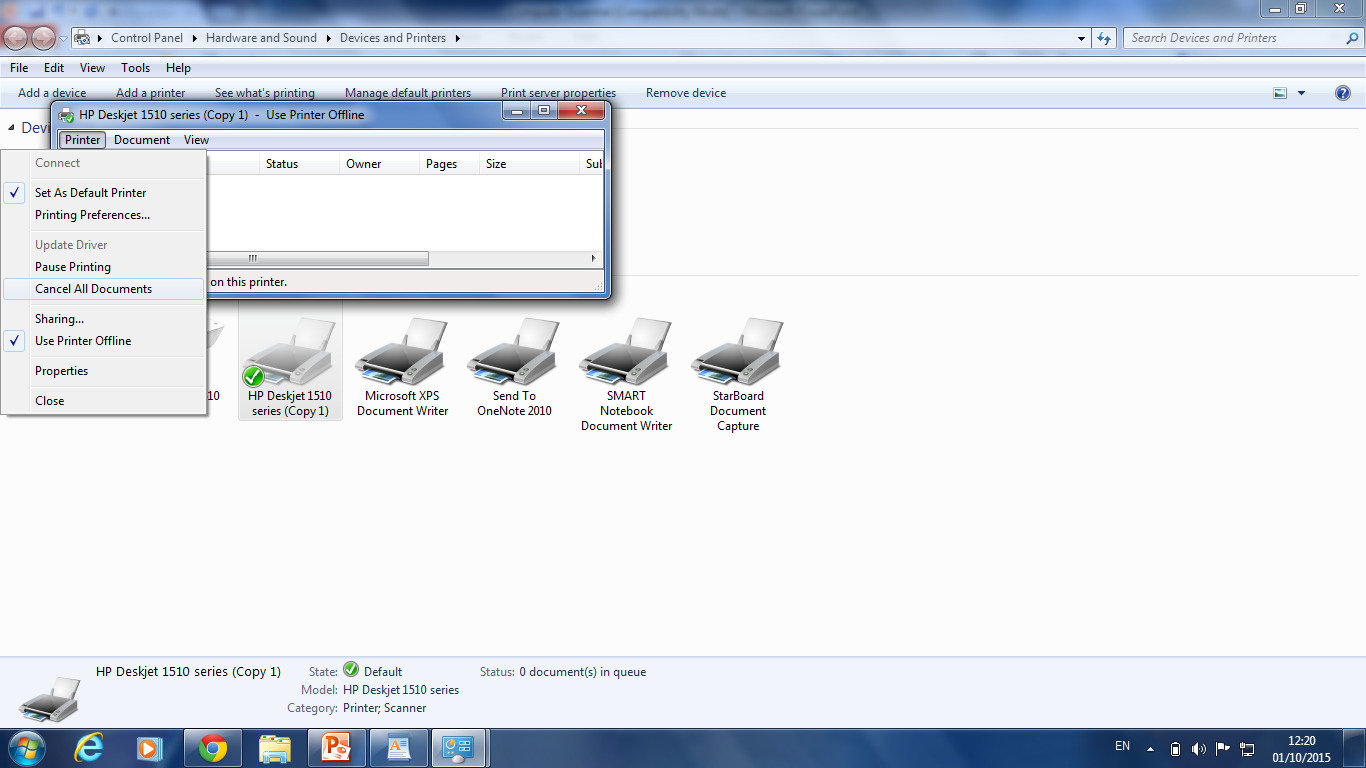 Control Panel Hardware and Sound Devices and Printers
Search Devices and Printers
File Edit View Tools Help
Add a device Add a printer See what's printing Manage default printers Print server properties Remove device
HP Deskjet 1510 series (Copy 1) - Use Printer Offline
Devi
Printer Document View
Status Owner Pages Size Sub
Connect
Set As Default Printer
Printing Preferences...
Update Driver
Pause Printing
Cancel All Documents
on this printer.
Sharing...
Use Printer Offline
Properties
Close
10
HP Deskjet 1510
series (Copy 1)
Microsoft XPS
Document Writer
Send To
OneNote 2010
SMART
Notebook
Document Writer
StarBoard
Document
Capture
HP Deskjet 1510 series (Copy 1) State: Default Status: 0 document(s) in queue
Model: HP Deskjet 1510 series
Category: Printer; Scanner
EN
12:20
01/10/2015